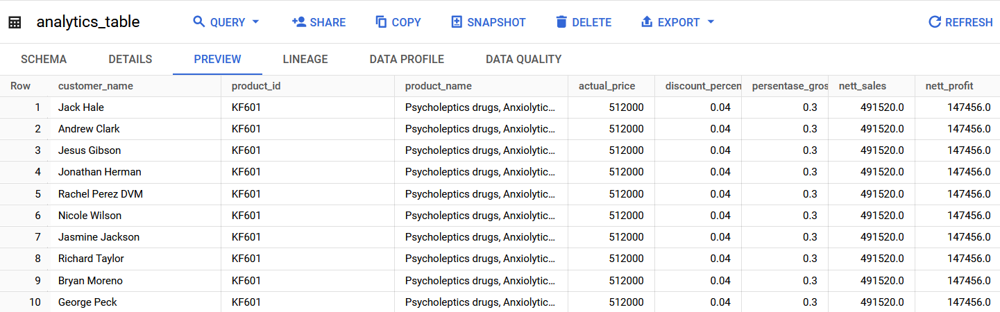 analytics_table QUERY SHARE COPY SNAPSHOT DELETE EXPORT REFRESH
SCHEMA DETAILS PREVIEW LINEAGE DATA PROFILE DATA QUALITY
Row customer_name product_id product_name actual_price discount_percen persentase_gros nett_sales nett_profit
1 Jack Hale KF601 Psycholeptics drugs, Anxiolytic... 512000 0.04 0.3 491520.0 147456.0
2 Andrew Clark KF601 Psycholeptics drugs, Anxiolytic... 512000 0.04 0.3 491520.0 147456.0
3 Jesus Gibson KF601 Psycholeptics drugs, Anxiolytic... 512000 0.04 0.3 491520.0 147456.0
4 Jonathan Herman KF601 Psycholeptics drugs, Anxiolytic... 512000 0.04 0.3 491520.0 147456.0
5 Rachel Perez DVM KF601 Psycholeptics drugs, Anxiolytic... 512000 0.04 0.3 491520.0 147456.0
6 Nicole Wilson KF601 Psycholeptics drugs, Anxiolytic... 512000 0.04 0.3 491520.0 147456.0
7 Jasmine Jackson KF601 Psycholeptics drugs, Anxiolytic... 512000 0.04 0.3 491520.0 147456.0
8 Richard Taylor KF601 Psycholeptics drugs, Anxiolytic... 512000 0.04 0.3 491520.0 147456.0
9 Bryan Moreno KF601 Psycholeptics drugs, Anxiolytic... 512000 0.04 0.3 491520.0 147456.0
10 George Peck KF601 Psycholeptics drugs, Anxiolytic... 512000 0.04 0.3 491520.0 147456.0